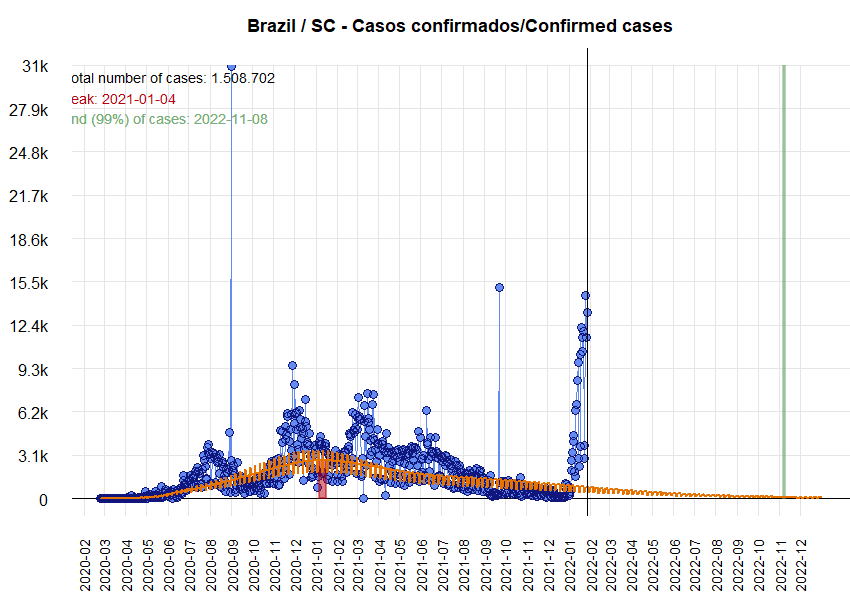 Brazil / SC - Casos confirmados/Confirmed cases
31k
otal number of cases: 1.508.702
eak: 2021-01-04
27.9k
nd (99%) of cases: 2022-11-08
24.8k
21.7k
18.6k
15.5k
12.4k
9.3k
6.2k
3.1k
0
2020-02
2020-03
2020-04
2020-05
2020-06
2020-07
2020-08
2020-09
2020-10
2020-11
2020-12
2021-01
2021-03
2021-04
2021-05
2021-06
2021-07
2021-08
2021-09
2021-10
2021-11
2021-12
2022-01
2022-02
2022-03
2022-04
2022-05
2022-06
2022-07
2022-08
2022-09
2022-10
2022-11
2022-12